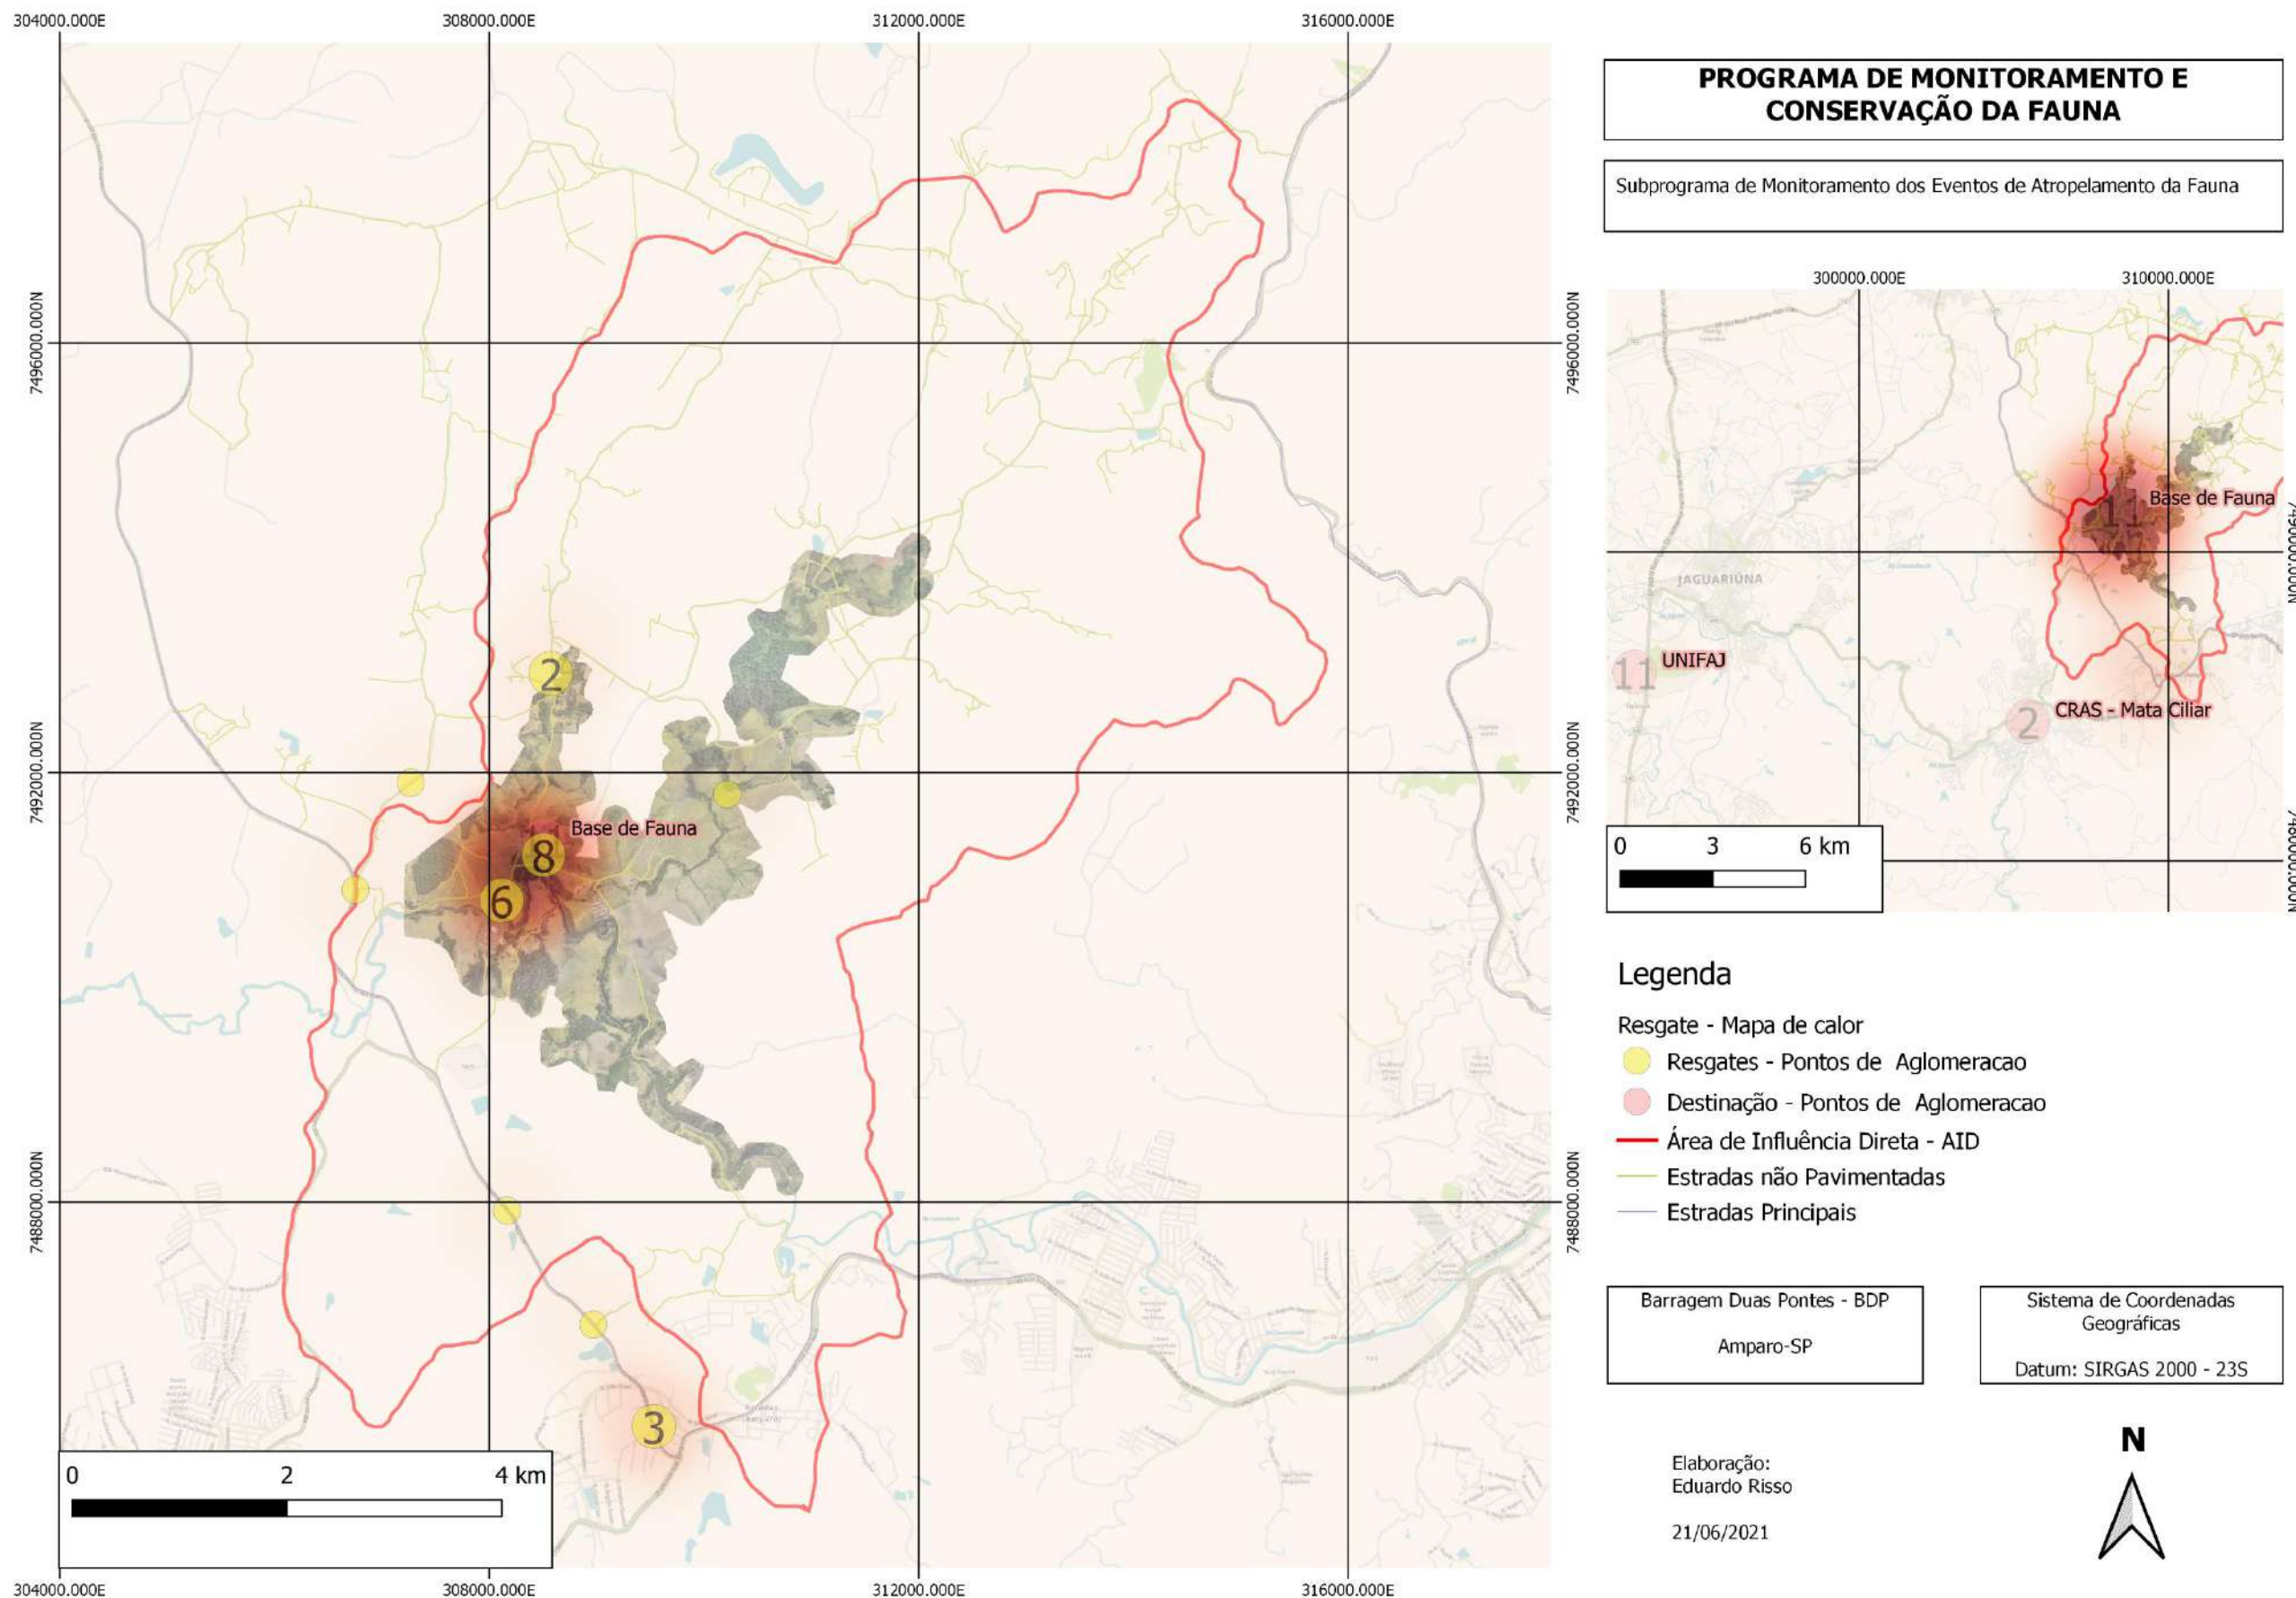 304000.000E
308000.000E
312000.000E
316000.000E
7496000.000N
7492000.000N
7488000.000N
7496000.000N
7492000.000N
7488000.000N
2
Base de Fauna
8
6
3
0 2 4 km
304000.000E
308000.000E
312000.000E
316000.000E
PROGRAMA DE MONITORAMENTO E
CONSERVAÇÃO DA FAUNA
Subprograma de Monitoramento dos Eventos de Atropelamento da Fauna
300000.000E
310000.000E
11
Base de Fauna
JAGUARIÚNA
11
UNIFAJ
CRAS - Mata Ciliar
2
0 3 6 km
Legenda
Resgate - Mapa de calor
Resgates - Pontos de Aglomeracao
Destinação - Pontos de Aglomeracao
Área de Influência Direta - AID
Estradas não Pavimentadas
Estradas Principais
Barragem Duas Pontes - BDP
Amparo-SP
Sistema de Coordenadas
Geográficas
Datum: SIRGAS 2000 - 23S
Elaboração:
Eduardo Risso
21/06/2021
N